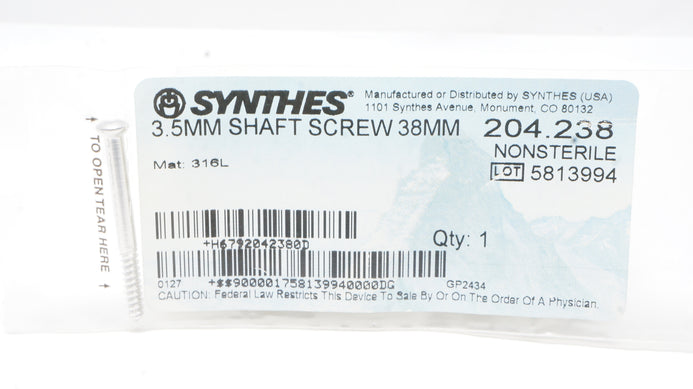 SYNTHES®
Manufactured or Distributed by SYNTHES (USA)
1101 Synthes Avenue, Monument, CO 80132
3.5MM SHAFT SCREW 38MM
204.238
NONSTERILE
LOT 5813994
Mat: 316L
+H6792042380D
Qty: 1
0127
+$$900001758139940000DG
GP2434
CAUTION: Federal Law Restricts This Device To Sale By Or On The Order Of A Physician.
↑ TO OPEN TEAR HERE ↑